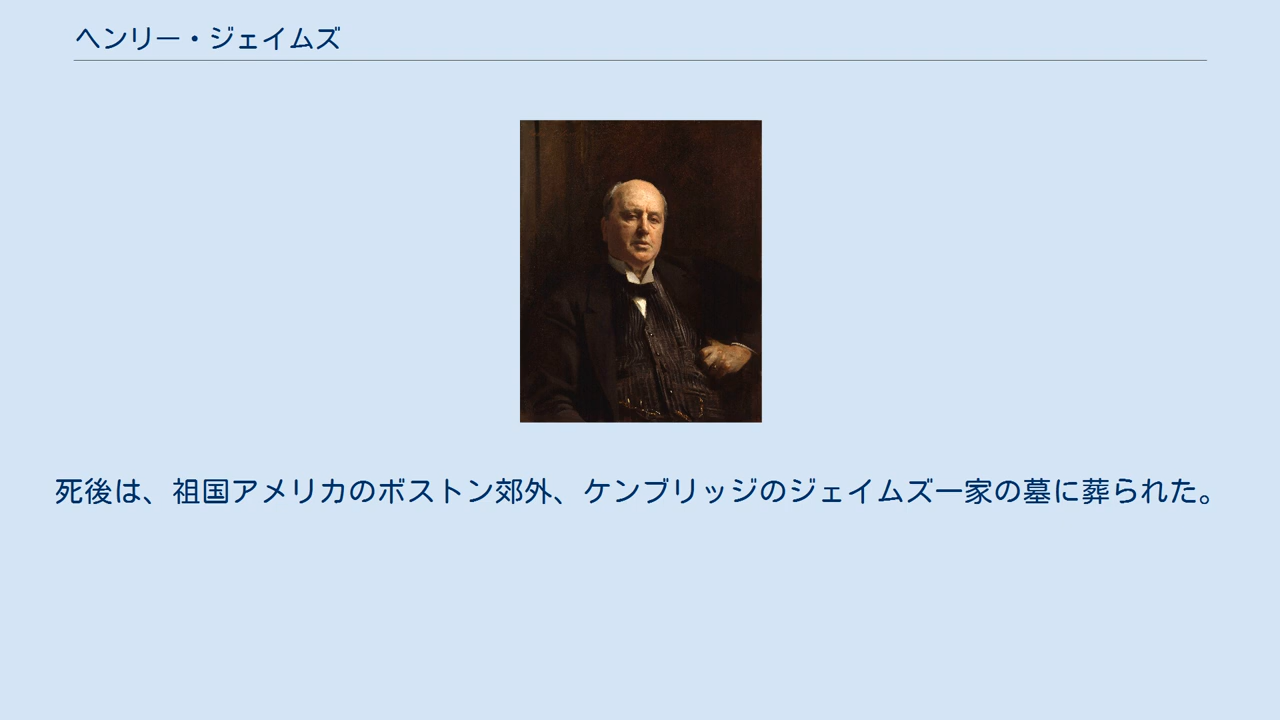 ヘンリー・ジェイムズ
死後は、祖国アメリカのボストン郊外、ケンブリッジのジェイムズ一家の墓に葬られた。